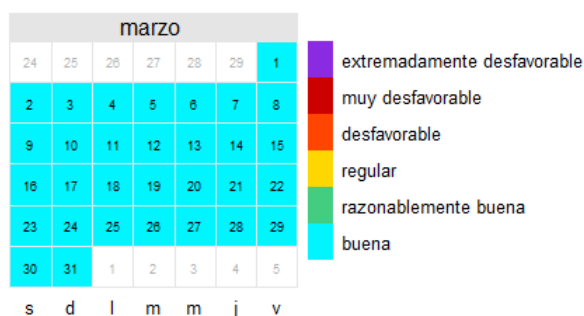 marzo
24 25 26 27 28 29 1
2 3 4 5 6 7 8
9 10 11 12 13 14 15
16 17 18 19 20 21 22
23 24 25 26 27 28 29
30 31 1 2 3 4 5
s d l m m j v
extremadamente desfavorable
muy desfavorable
desfavorable
regular
razonablemente buena
buena